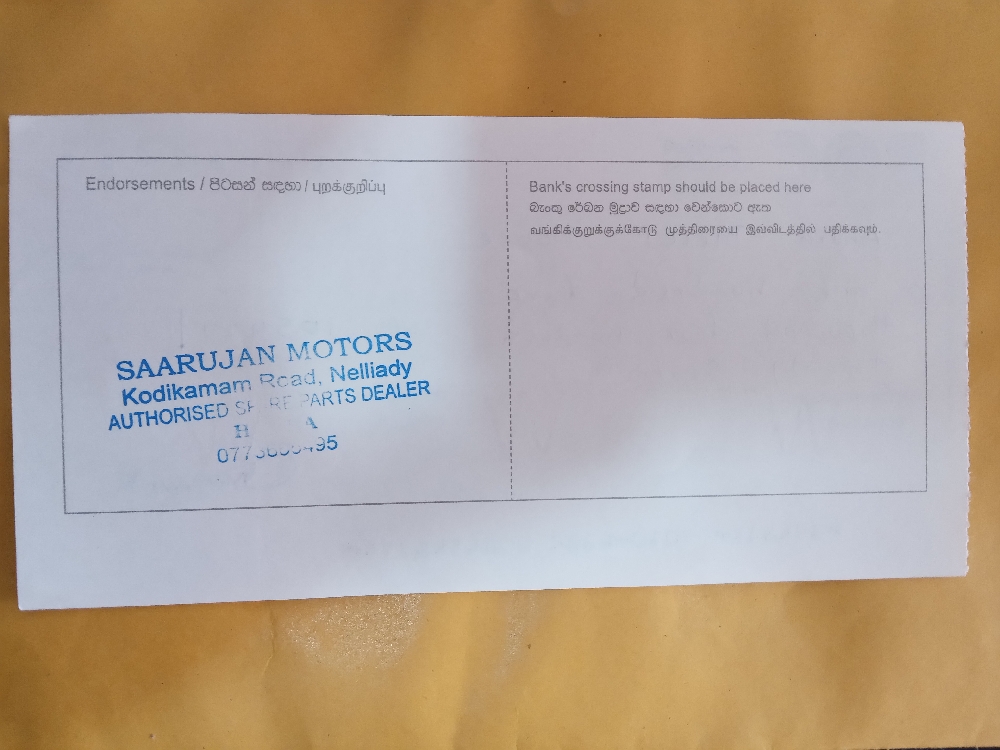 Endorsements / පිටසන් සඳහා / புறக்குறிப்பு
Bank's crossing stamp should be placed here
බැංකු රේඛන මුද්‍රාව සඳහා වෙන්කොට ඇත
வங்கிக்குறுக்குக்கோடு முத்திரையை இவ்விடத்தில் பதிக்கவும்.
SAARUJAN MOTORS
Kodikamam Road, Nelliady
AUTHORISED SPARE PARTS DEALER